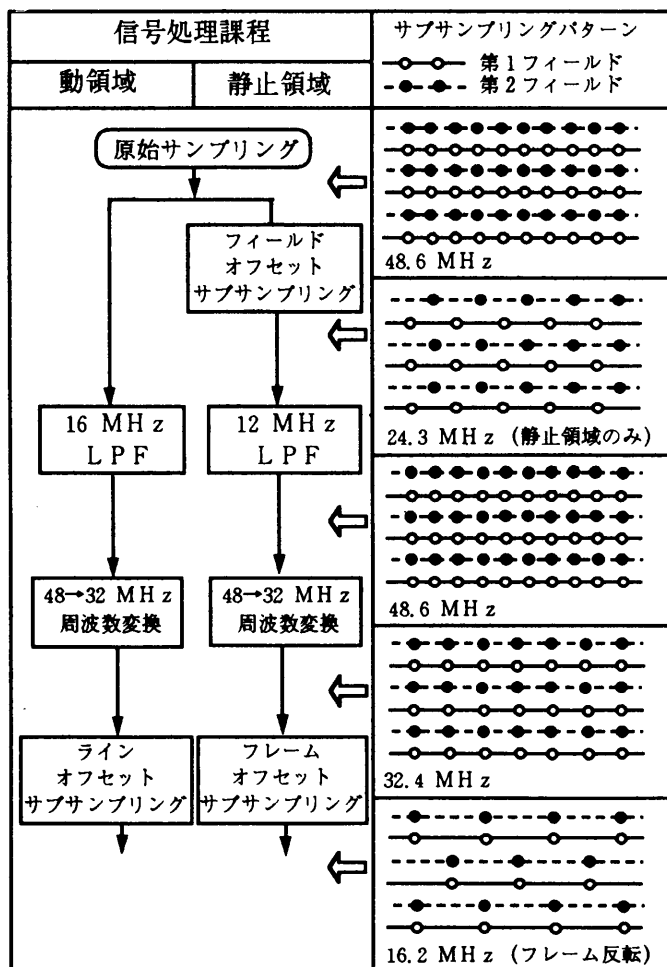 信号処理課程
動領域
静止領域
サブサンプリングパターン
第1フィールド
第2フィールド
原始サンプリング
フィールド
オフセット
サブサンプリング
16 MHz
LPF
12 MHz
LPF
48→32 MHz
周波数変換
48→32 MHz
周波数変換
ライン
オフセット
サブサンプリング
フレーム
オフセット
サブサンプリング
48.6 MHz
24.3 MHz (静止領域のみ)
48.6 MHz
32.4 MHz
16.2 MHz (フレーム反転)